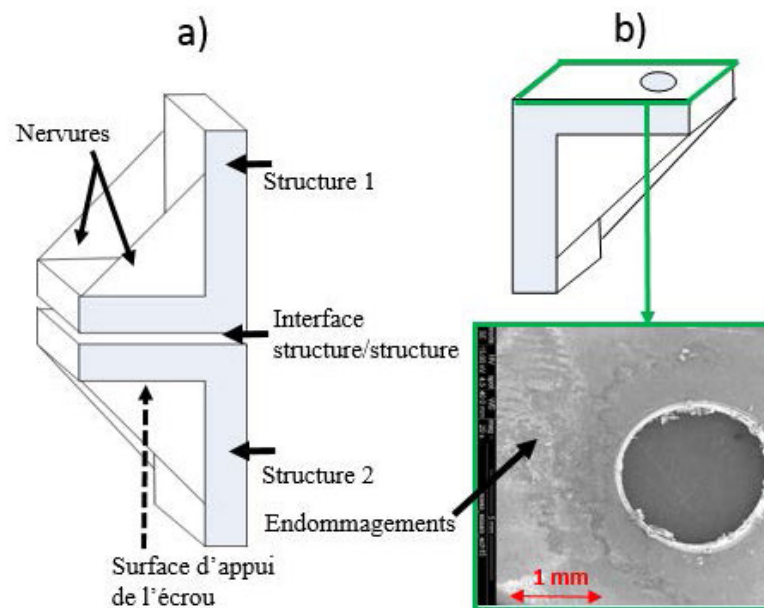 a)
Nervures
Structure 1
Interface
structure/structure
Structure 2
Surface d’appui
de l’écrou
b)
Endommagements
1 mm